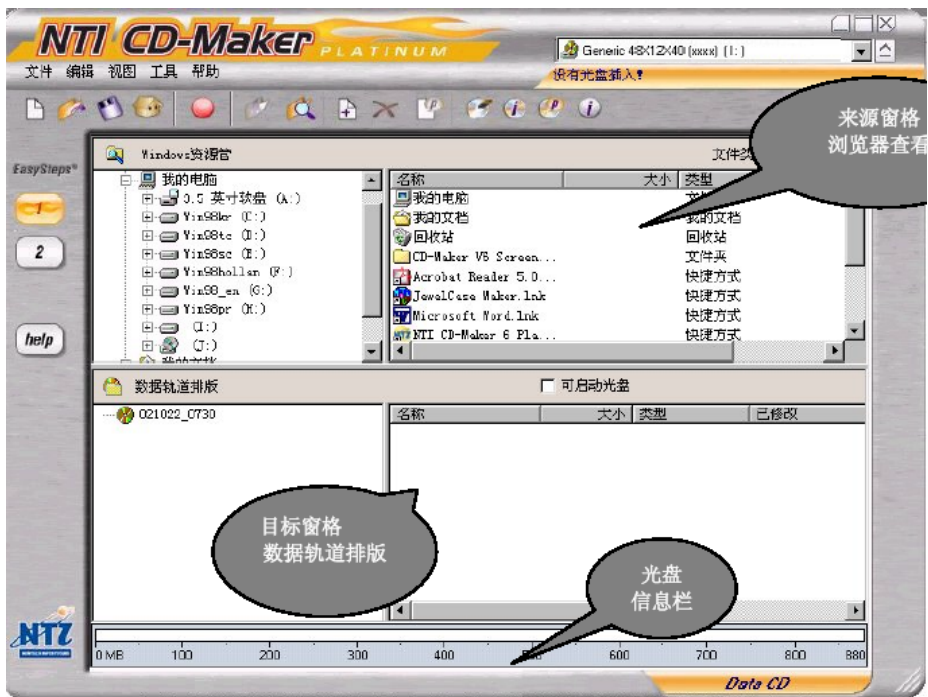 NTI CD-Maker PLATINUM
Generic 48X12X40 (xxxx) (I:)
文件 编辑 视图 工具 帮助
没有光盘插入!
来源窗格
浏览器查看
Windows资源管
EasySteps®
1
2
help
我的电脑
3.5 英寸软盘 (A:)
Win98kr (C:)
Win98tc (D:)
Win98sc (E:)
Win98hollan (F:)
Win98_en (G:)
Win98pr (H:)
(I:)
(J:)
我的文档
名称 大小 类型
我的电脑
我的文档 我的文档
回收站 回收站
CD-Maker V6 Screen... 文件夹
Acrobat Reader 5.0... 快捷方式
JewelCase Maker.lnk 快捷方式
Microsoft Word.lnk 快捷方式
NTI CD-Maker 6 Pla... 快捷方式
数据轨道排版 可启动光盘
021022_0730
名称 大小 类型 已修改
目标窗格
数据轨道排版
光盘
信息栏
NTI
0 MB 100 200 300 400 600 700 800 880
Data CD